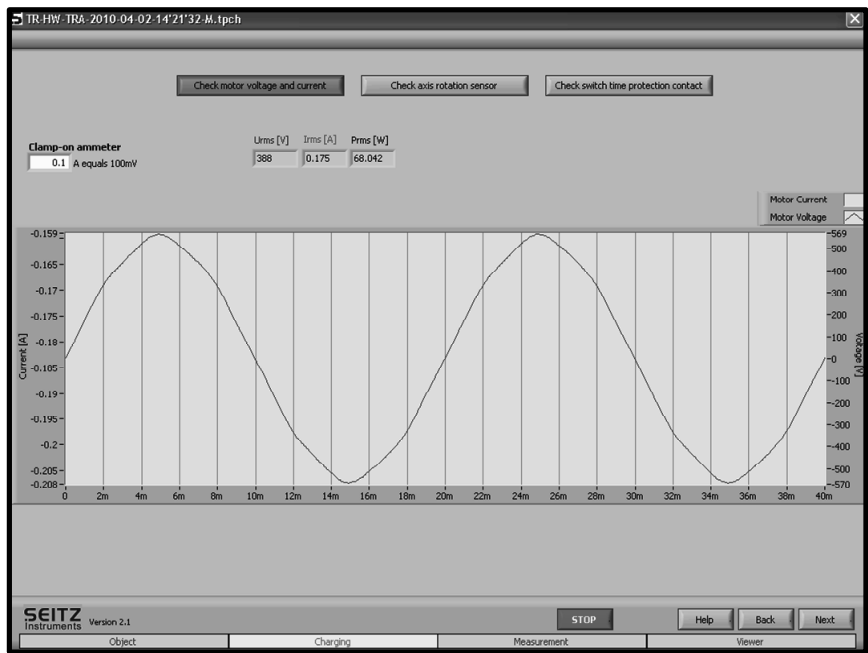 TR-HW-TRA-2010-04-02-14'21'32-M.tpch
Check motor voltage and current
Check axis rotation sensor
Check switch time protection contact
Clamp-on ammeter
0.1 A equals 100mV
Urms [V] Irms [A] Prms [W]
388 0.175 68.042
Motor Current
Motor Voltage
-0.159
-0.165
-0.17
-0.175
-0.18
-0.105
-0.19
-0.195
-0.2
-0.205
-0.208
Current [A]
569
500
400
300
200
100
0
-100
-200
-300
-400
-500
-570
Voltage [V]
0 2m 4m 6m 8m 10m 12m 14m 16m 18m 20m 22m 24m 26m 28m 30m 32m 34m 36m 38m 40m
SEITZ
Instruments Version 2.1
STOP
Help
Back
Next
Object
Charging
Measurement
Viewer